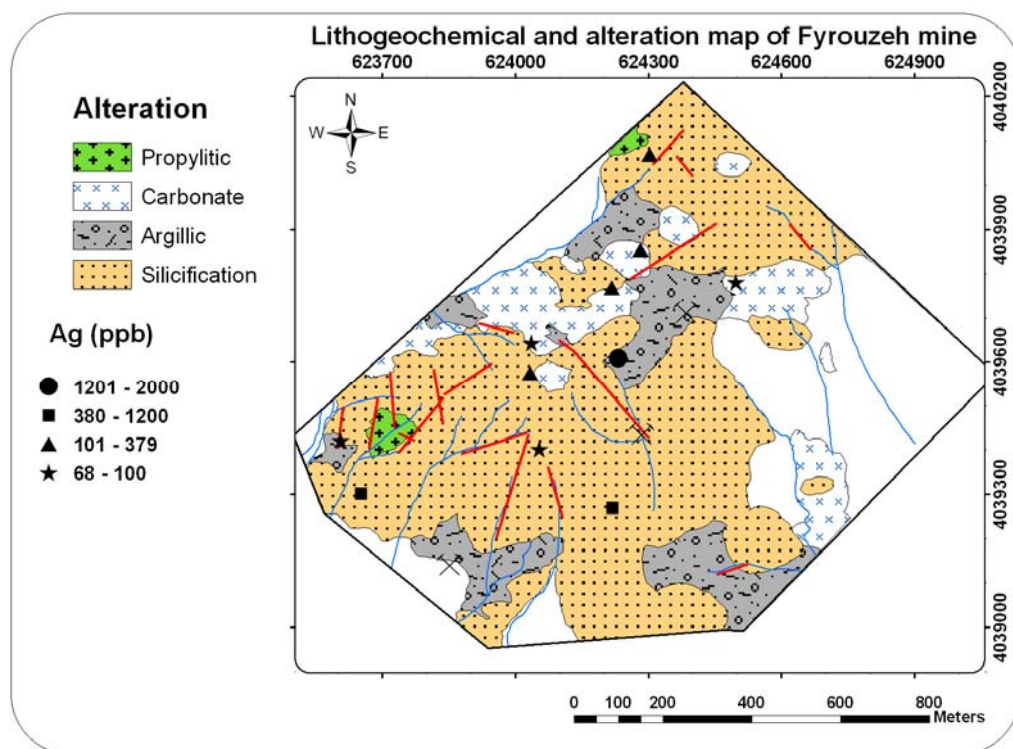 Lithogeochemical and alteration map of Fyrouzeh mine
623700 624000 624300 624600 624900
N
W E
S
Alteration
Propylitic
Carbonate
Argillic
Silicification
Ag (ppb)
1201 - 2000
380 - 1200
101 - 379
68 - 100
4040200
4039900
4039600
4039300
4039000
0 100 200 400 600 800
Meters